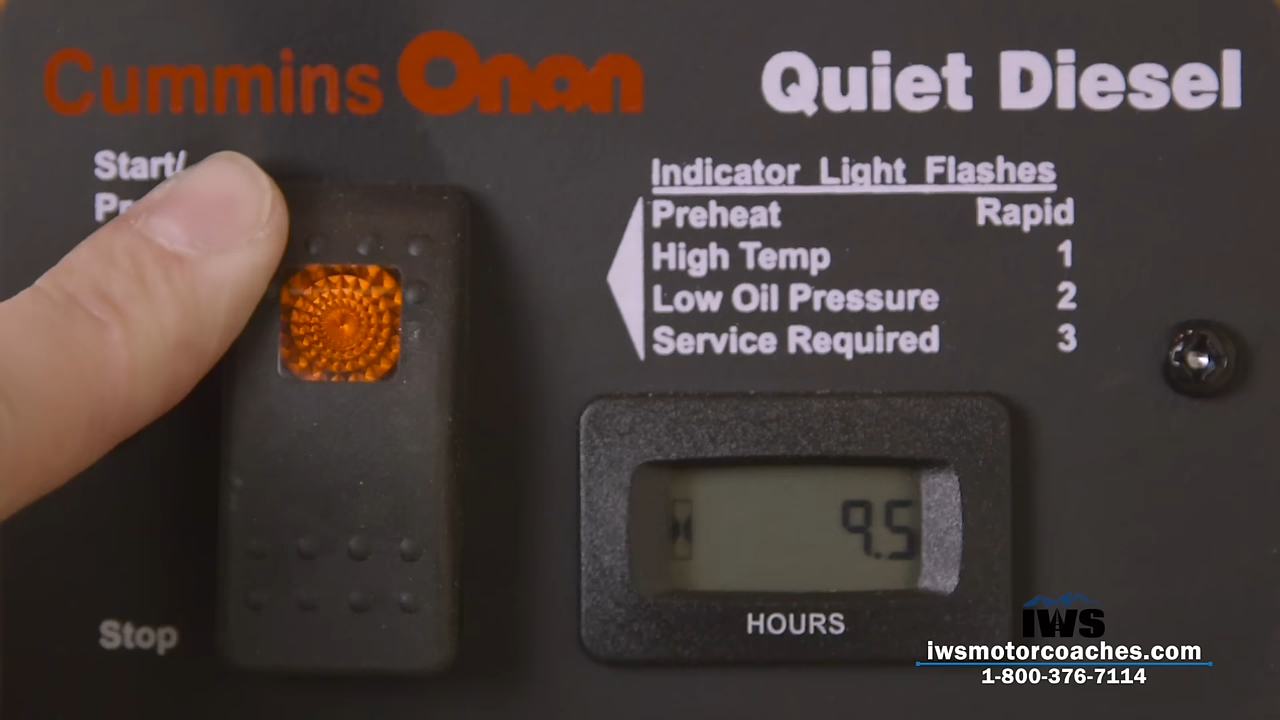 Cummins Onan
Quiet Diesel
Start/
Indicator Light Flashes
Preheat Rapid
High Temp 1
Low Oil Pressure 2
Service Required 3
9.5
HOURS
Stop
IWS
iwsmotorcoaches.com
1-800-376-7114